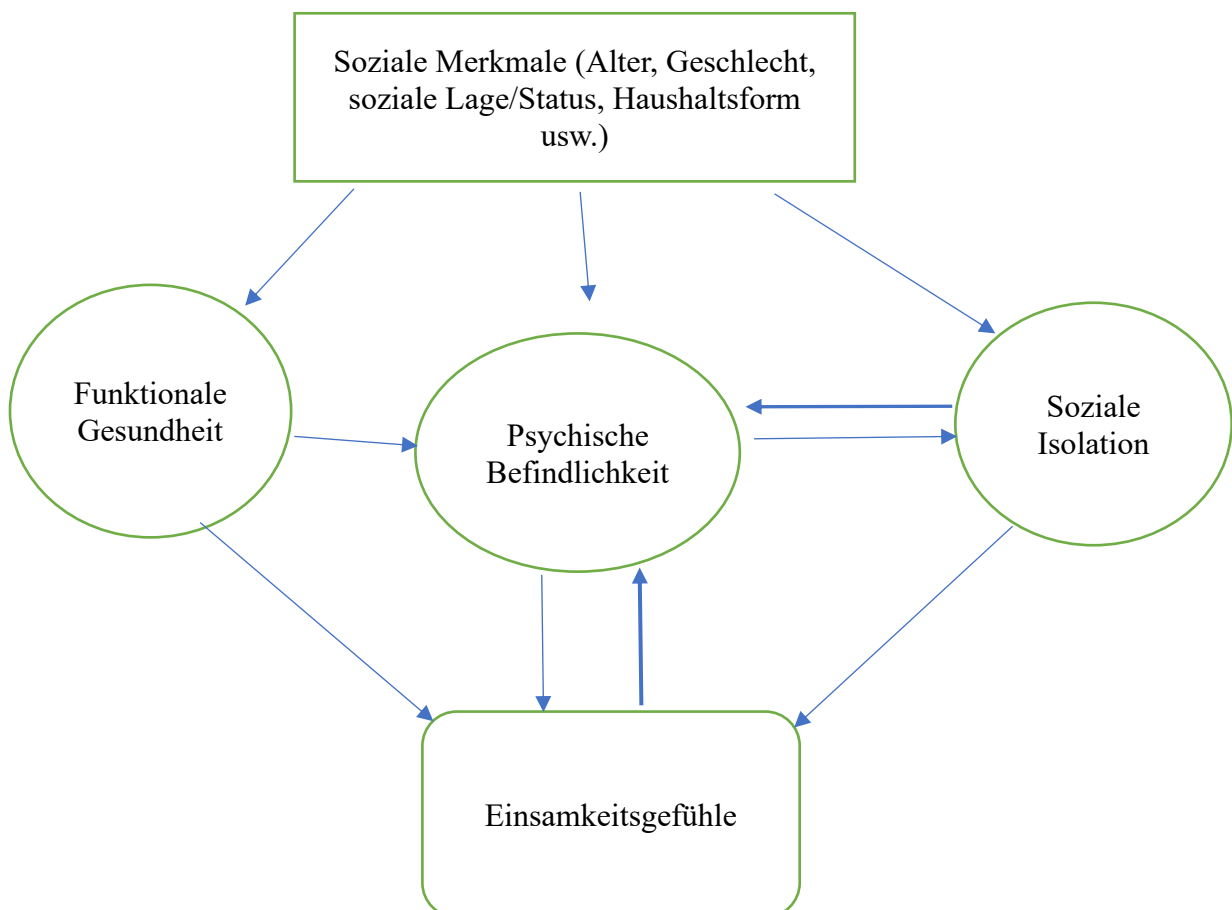 Soziale Merkmale (Alter, Geschlecht,
soziale Lage/Status, Haushaltsform
usw.)
Funktionale
Gesundheit
Psychische
Befindlichkeit
Soziale
Isolation
Einsamkeitsgefühle